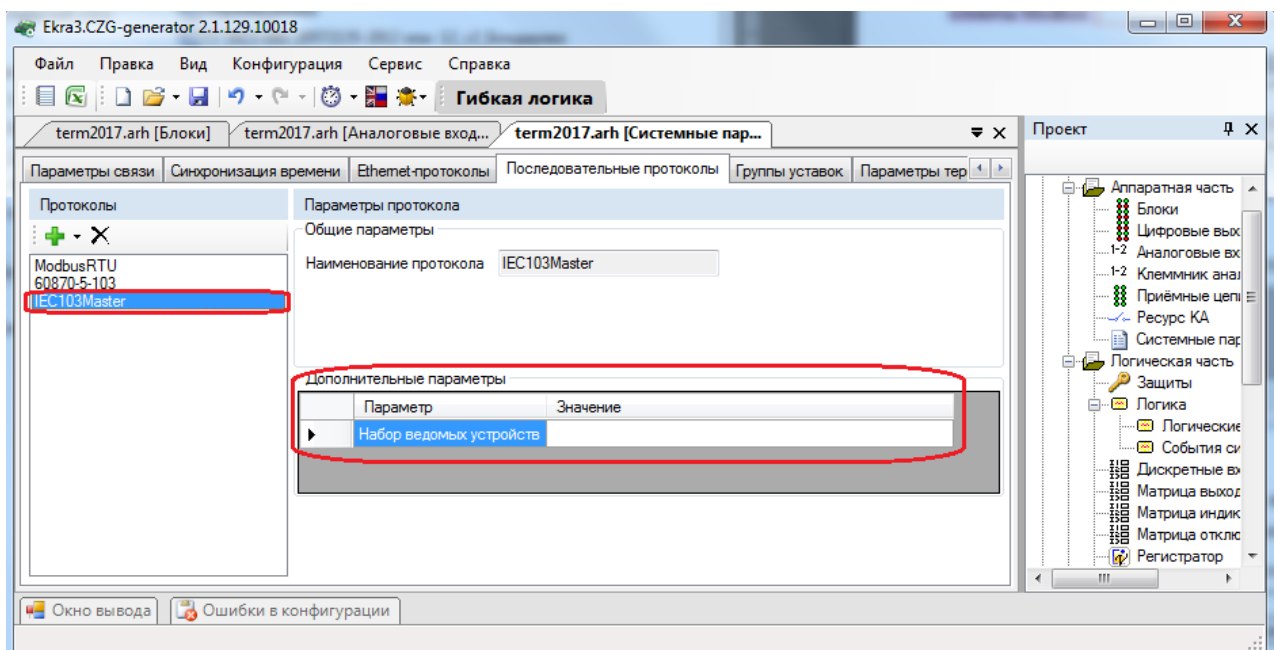 Ekra3.CZG-generator 2.1.129.10018
Файл Правка Вид Конфигурация Сервис Справка
Гибкая логика
term2017.arh [Блоки] term2017.arh [Аналоговые вход... term2017.arh [Системные пар...
Проект
Параметры связи Синхронизация времени Ethernet-протоколы Последовательные протоколы Группы уставок Параметры тер
Протоколы
ModbusRTU
60870-5-103
IEC103Master
Параметры протокола
Общие параметры
Наименование протокола IEC103Master
Дополнительные параметры
Параметр Значение
Набор ведомых устройств
Аппаратная часть
Блоки
Цифровые вых
1-2 Аналоговые вх
1-2 Клеммник анал
Приёмные цепи
Ресурс КА
Системные пар
Логическая часть
Защиты
Логика
Логические
События си
Дискретные вх
Матрица выход
Матрица индик
Матрица отклю
Регистратор
Окно вывода Ошибки в конфигурации